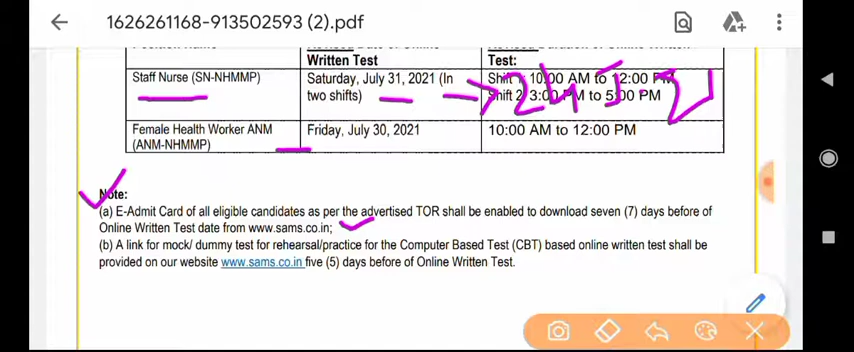 1626261168-913502593 (2).pdf
Written Test
Test:
Staff Nurse (SN-NHMMP)
Saturday, July 31, 2021 (In
two shifts)
Shift 1 10:00 AM to 12:00 PM
Shift 2 3:00 PM to 5:00 PM
Female Health Worker ANM
(ANM-NHMMP)
Friday, July 30, 2021
10:00 AM to 12:00 PM
Note:
(a) E-Admit Card of all eligible candidates as per the advertised TOR shall be enabled to download seven (7) days before of
Online Written Test date from www.sams.co.in;
(b) A link for mock/ dummy test for rehearsal/practice for the Computer Based Test (CBT) based online written test shall be
provided on our website www.sams.co.in five (5) days before of Online Written Test.